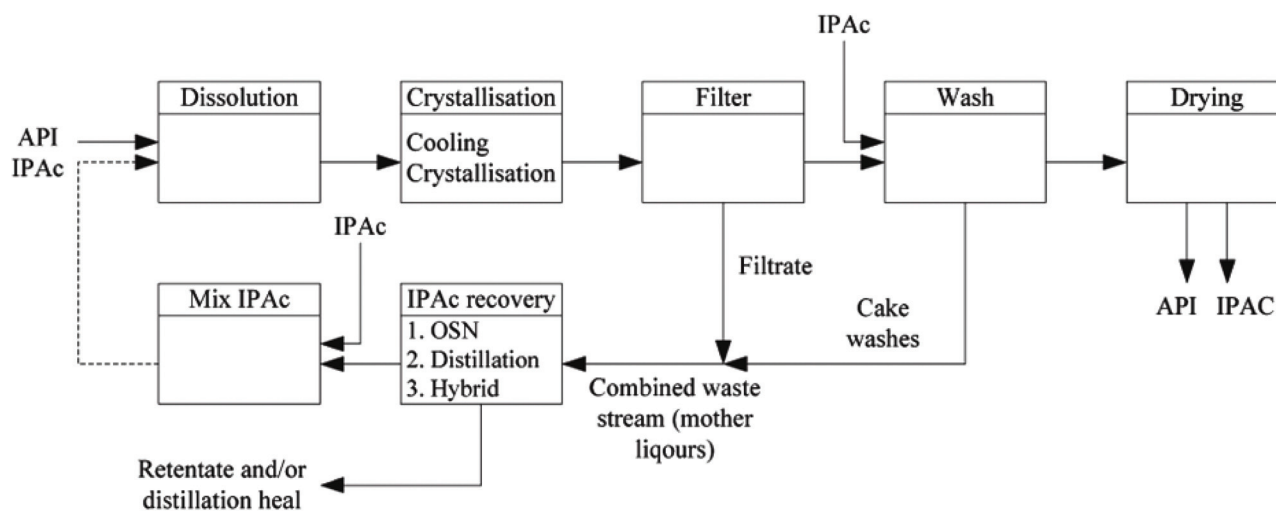 IPAc
Dissolution
Crystallisation
Filter
Wash
Drying
API
IPAc
Cooling
Crystallisation
IPAc
Filtrate
Cake
washes
API
IPAC
Mix IPAc
IPAc recovery
1. OSN
2. Distillation
3. Hybrid
Combined waste
stream (mother
liqours)
Retentate and/or
distillation heal